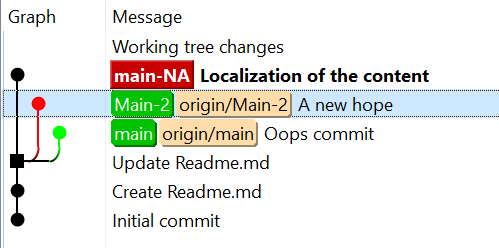 Graph Message
Working tree changes
main-NA Localization of the content
Main-2 origin/Main-2 A new hope
main origin/main Oops commit
Update Readme.md
Create Readme.md
Initial commit